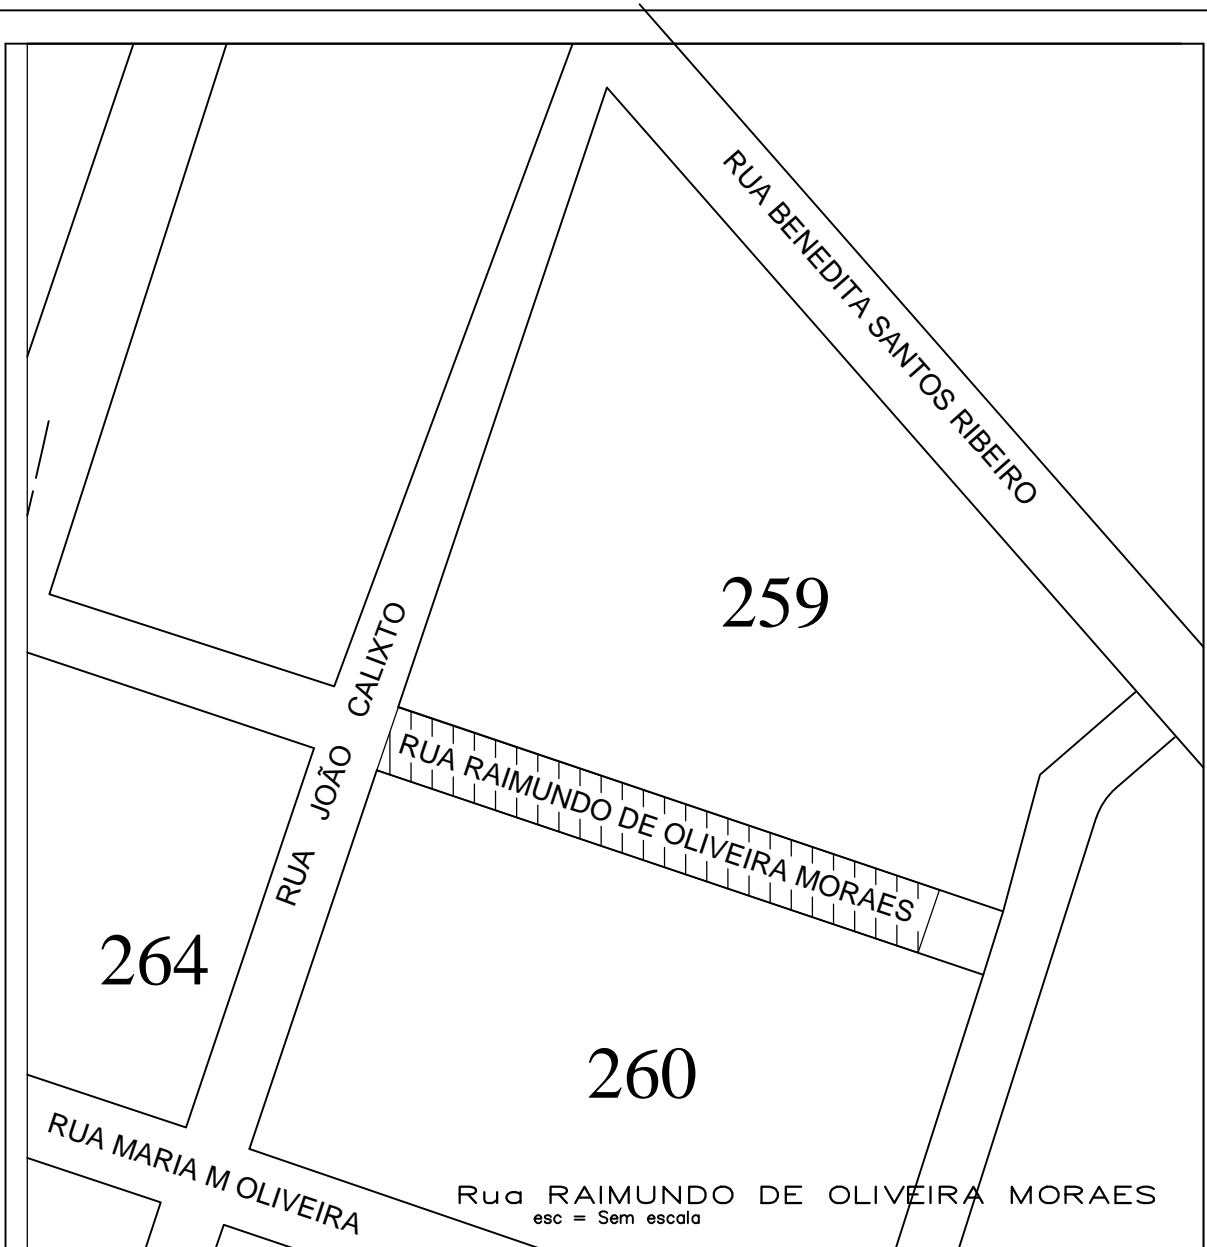 RUA BENEDITA SANTOS RIBEIRO
259
RUA JOÃO CALIXTO
RUA RAIMUNDO DE OLIVEIRA MORAES
264
260
RUA MARIA M OLIVEIRA
Rua RAIMUNDO DE OLIVEIRA MORAES
esc = Sem escala